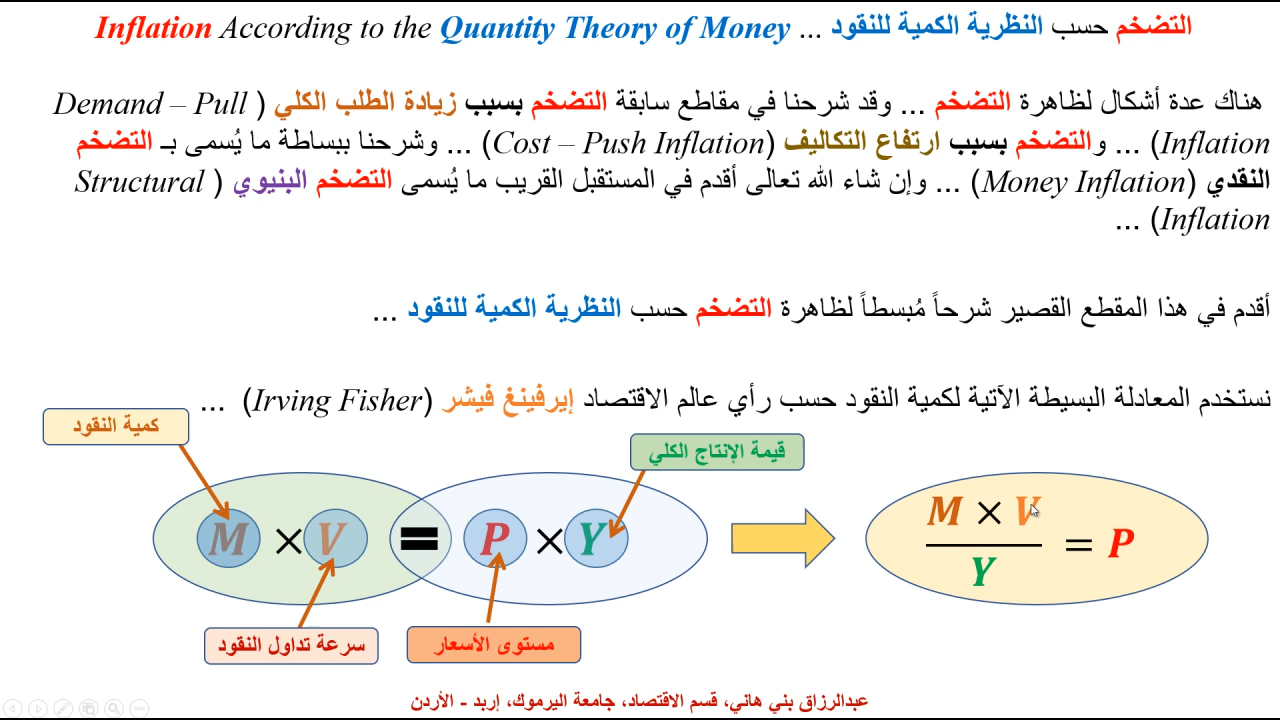 التضخم حسب النظرية الكمية للنقود ... Inflation According to the Quantity Theory of Money
هناك عدة أشكال لظاهرة التضخم ... وقد شرحنا في مقاطع سابقة التضخم بسبب زيادة الطلب الكلي (Demand – Pull
Inflation) ... والتضخم بسبب ارتفاع التكاليف (Cost – Push Inflation) ... وشرحنا ببساطة ما يُسمى بـ التضخم
النقدي (Money Inflation) ... وإن شاء الله تعالى أقدم في المستقبل القريب ما يُسمى التضخم البنيوي (Structural
Inflation) ...
أقدم في هذا المقطع القصير شرحاً مُبسطاً لظاهرة التضخم حسب النظرية الكمية للنقود ...
نستخدم المعادلة البسيطة الآتية لكمية النقود حسب رأي عالم الاقتصاد إيرفينغ فيشر (Irving Fisher) ...
كمية النقود
قيمة الإنتاج الكلي
M × V = P × Y
M × V
Y
= P
سرعة تداول النقود
مستوى الأسعار
عبدالرزاق بني هاني، قسم الاقتصاد، جامعة اليرموك، إربد - الأردن